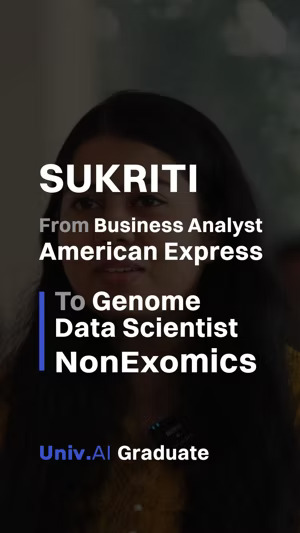 SUKRITI
From Business Analyst
American Express
To Genome
Data Scientist
NonExomics
Univ.AI Graduate